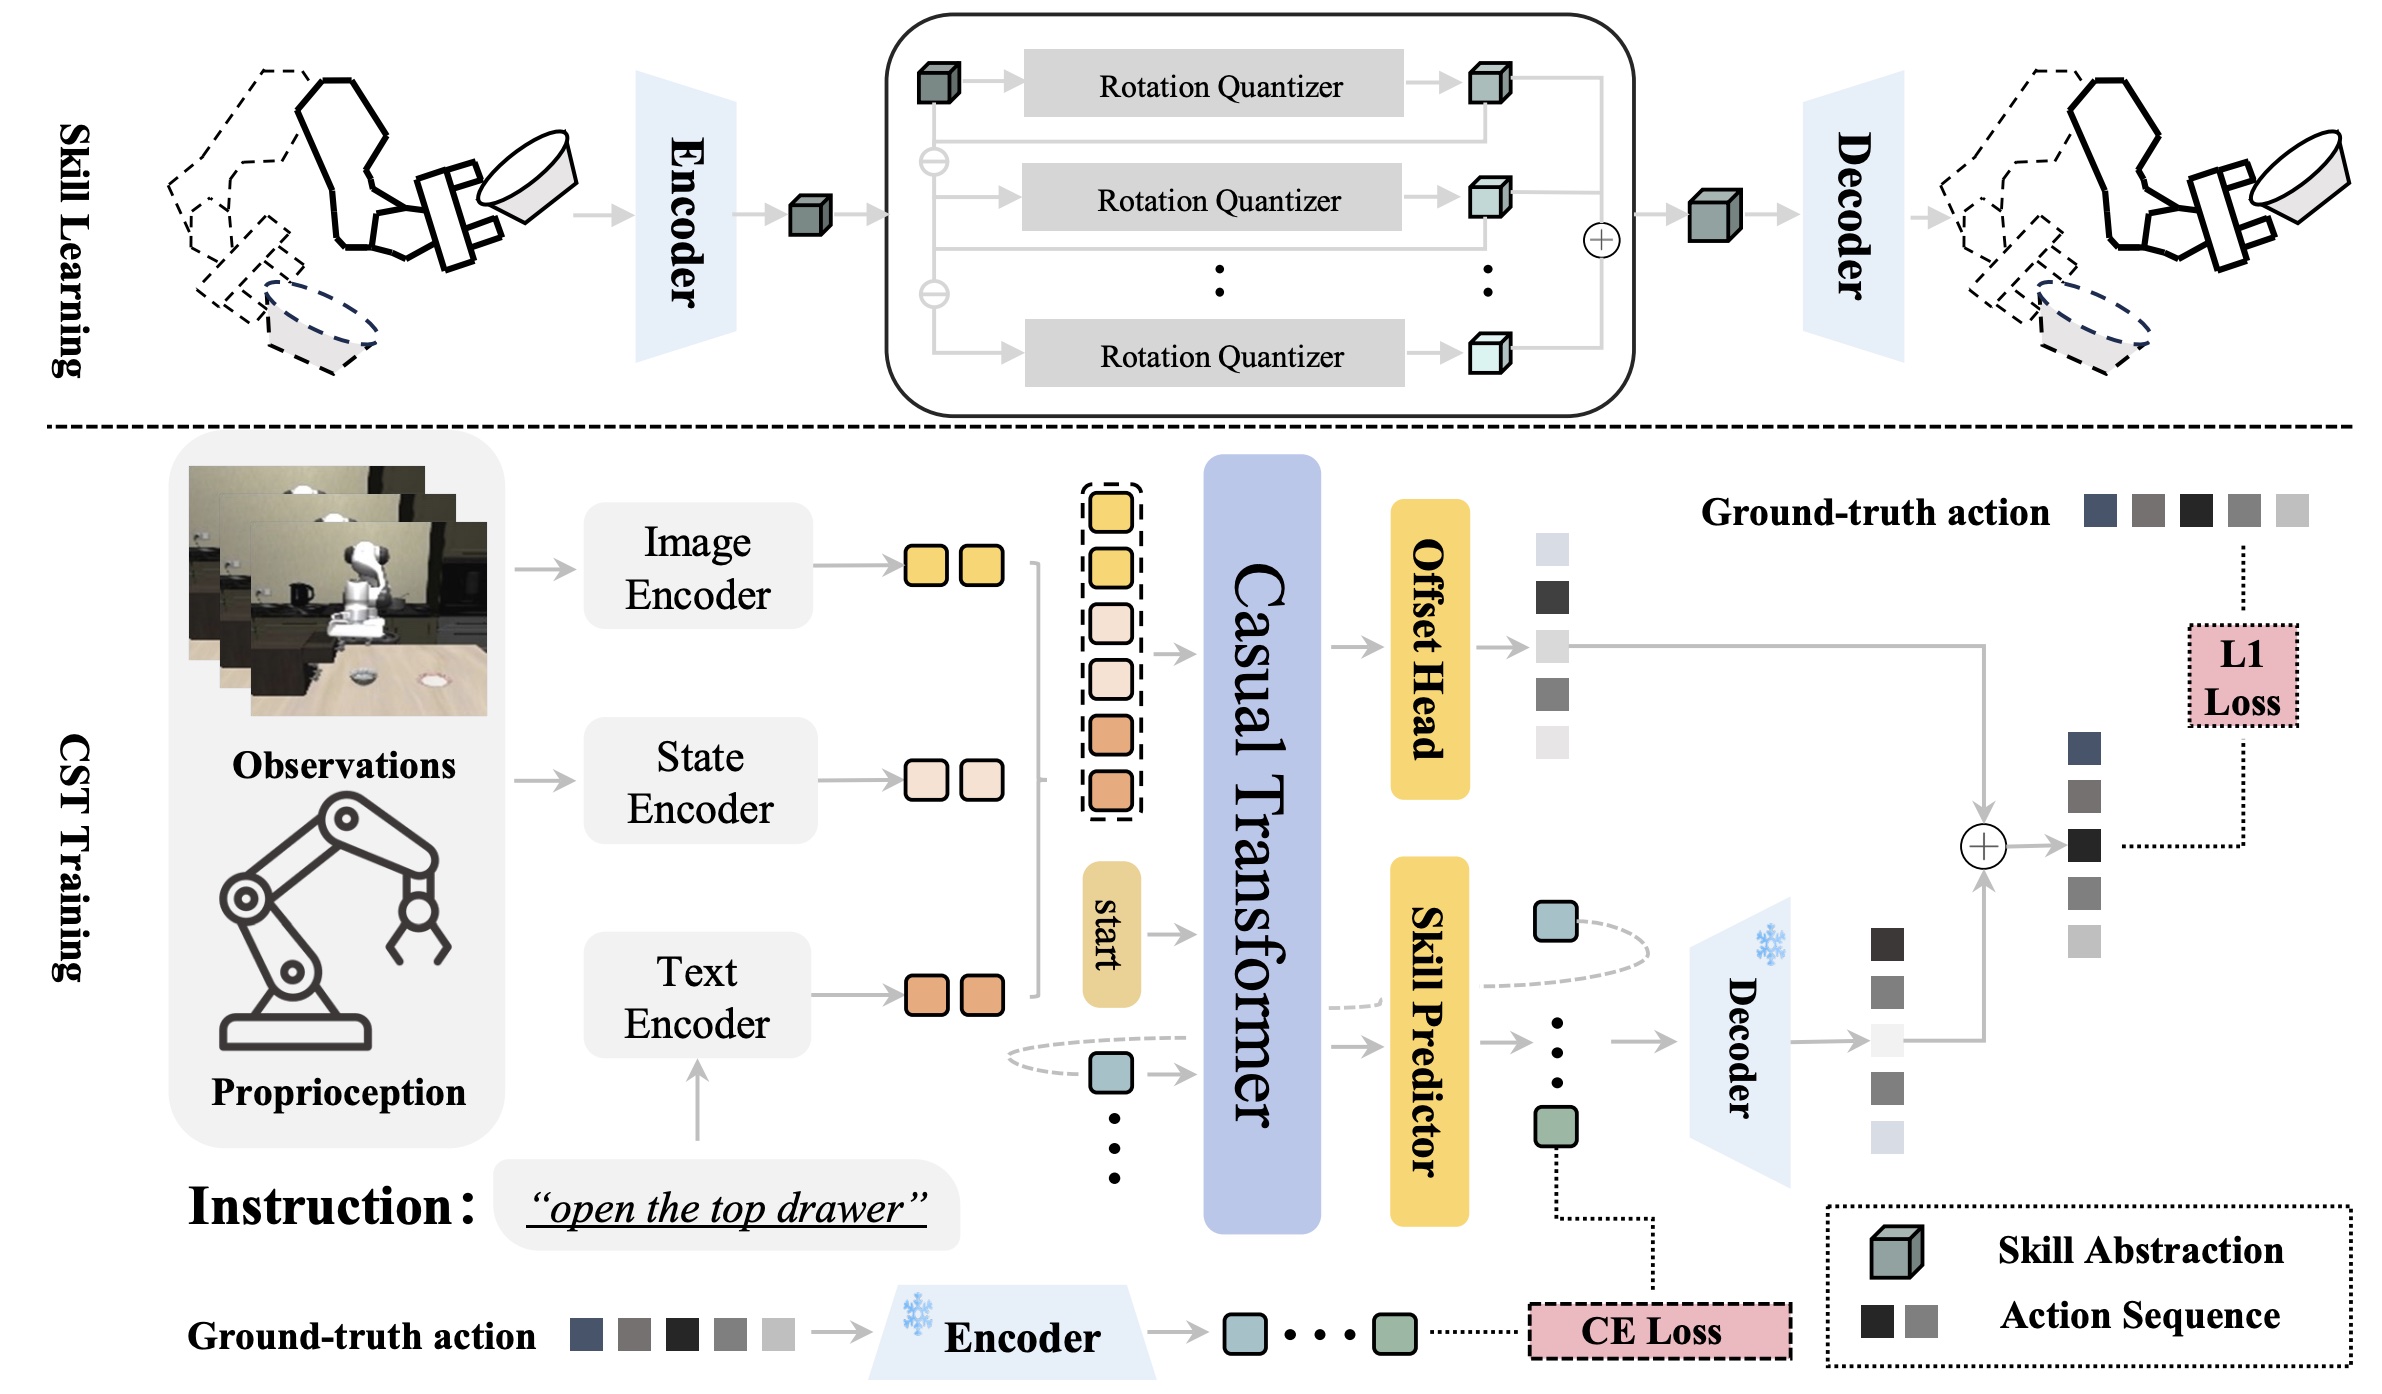 Skill Learning
Encoder
Rotation Quantizer
Rotation Quantizer
Rotation Quantizer
Decoder
CST Training
Observations
Proprioception
Image
Encoder
State
Encoder
Text
Encoder
Instruction:
“open the top drawer”
start
Casual Transformer
Offset Head
Skill Predictor
Decoder
Ground-truth action
L1
Loss
Ground-truth action
Encoder
CE Loss
Skill Abstraction
Action Sequence